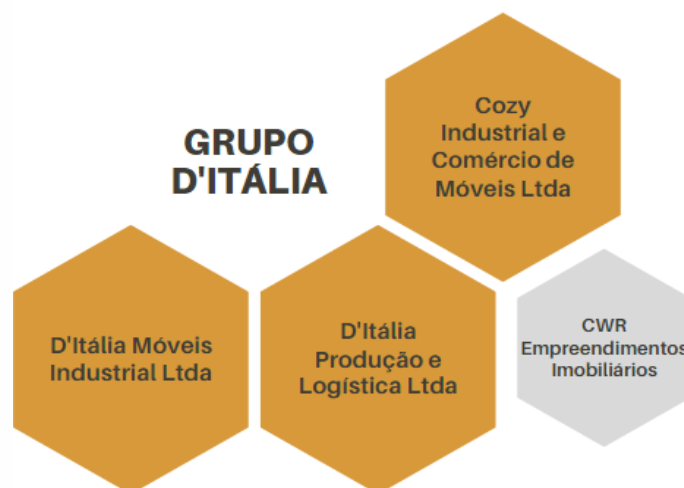 GRUPO
D'ITÁLIA
Cozy
Industrial e
Comércio de
Móveis Ltda
D'Itália Móveis
Industrial Ltda
D'Itália
Produção e
Logística Ltda
CWR
Empreendimentos
Imobiliários